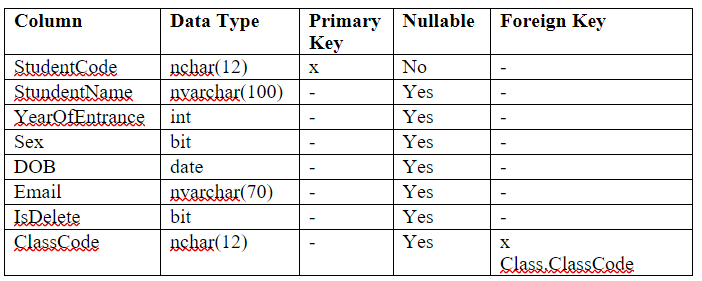 Column Data Type Primary Key Nullable Foreign Key
StudentCode nchar(12) x No -
StundentName nvarchar(100) - Yes -
YearOfEntrance int - Yes -
Sex bit - Yes -
DOB date - Yes -
Email nvarchar(70) - Yes -
IsDelete bit - Yes -
ClassCode nchar(12) - Yes x
Class.ClassCode